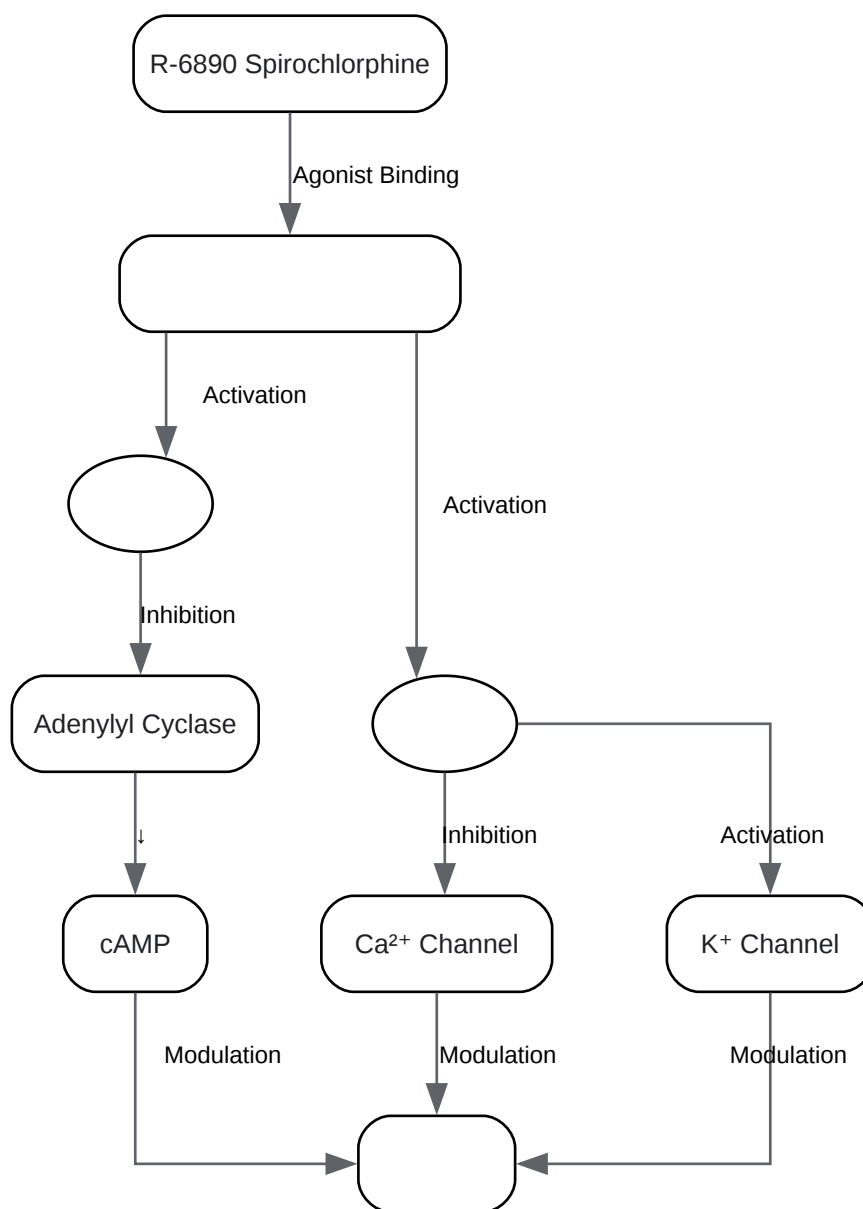 R-6890 Spirochlorphine
Agonist Binding
Activation
Activation
Inhibition
Adenylyl Cyclase
↓
Inhibition
Activation
cAMP
Ca²⁺ Channel
K⁺ Channel
Modulation
Modulation
Modulation